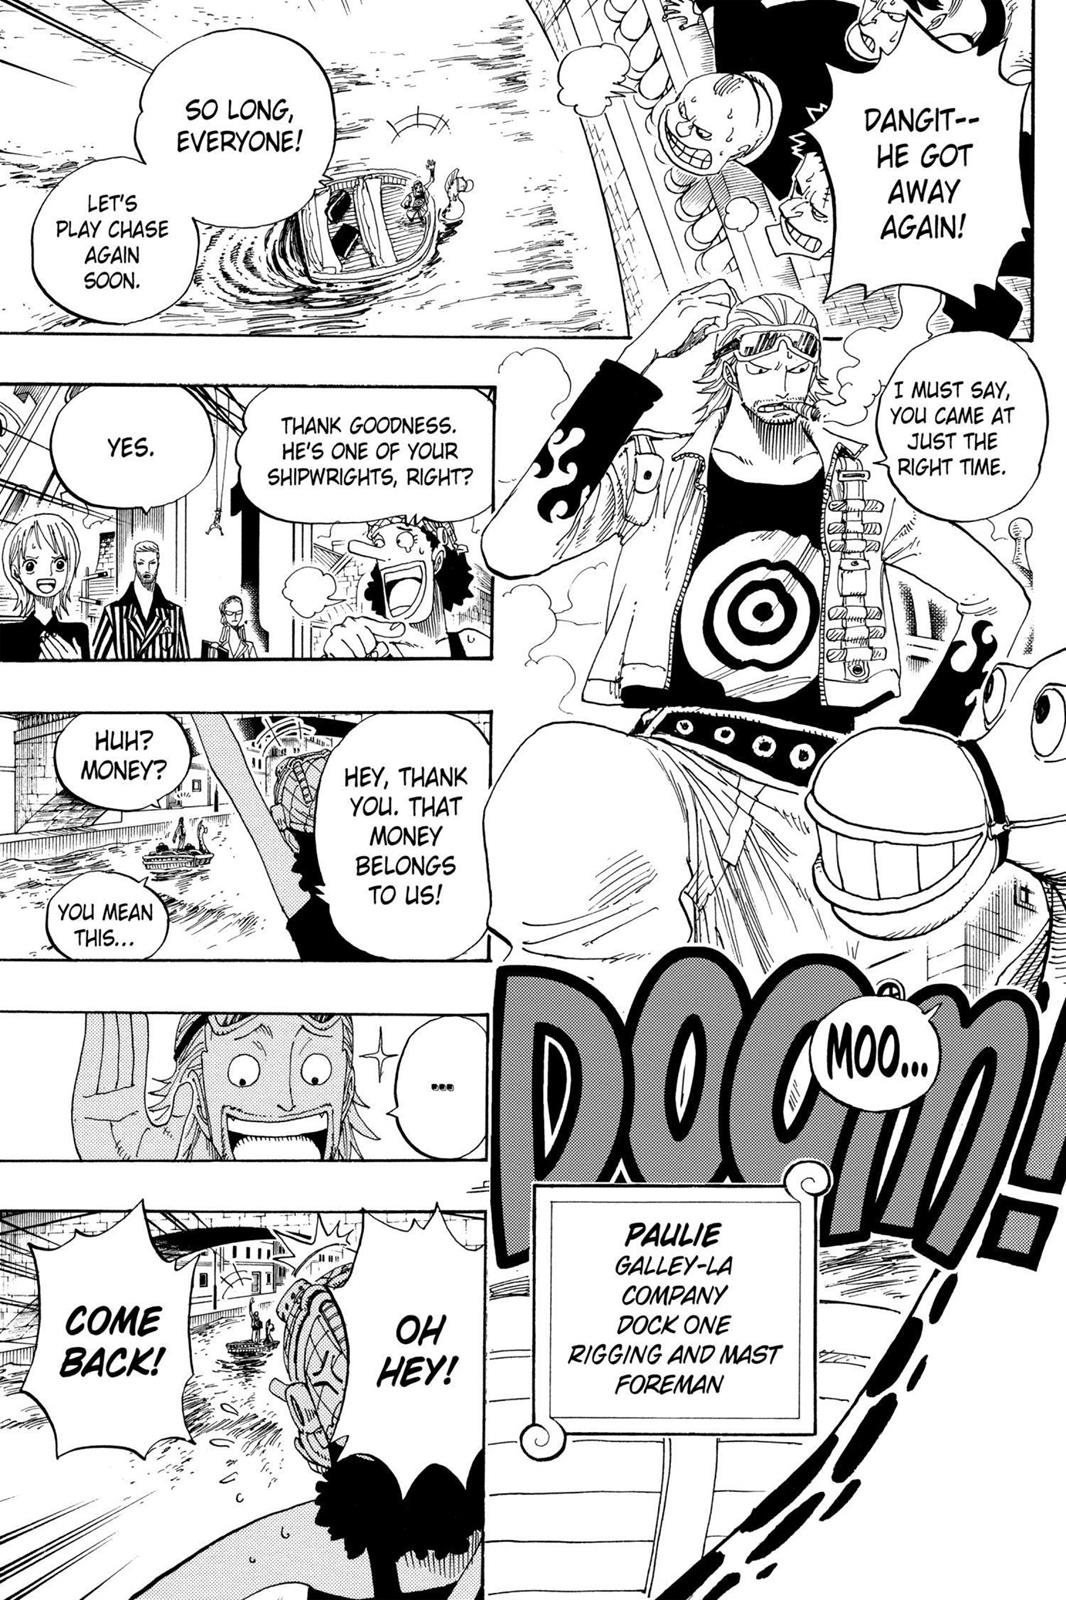 DANGIT--
HE GOT
AWAY
AGAIN!
SO LONG,
EVERYONE!
LET'S
PLAY CHASE
AGAIN
SOON.
I MUST SAY,
YOU CAME AT
JUST THE
RIGHT TIME.
DOOM!
MOO...
PAULIE
GALLEY-LA
COMPANY
DOCK ONE
RIGGING AND MAST
FOREMAN
THANK GOODNESS.
HE'S ONE OF YOUR
SHIPWRIGHTS, RIGHT?
YES.
HEY, THANK
YOU. THAT
MONEY
BELONGS
TO US!
HUH?
MONEY?
YOU MEAN
THIS...
...
OH
HEY!
COME
BACK!